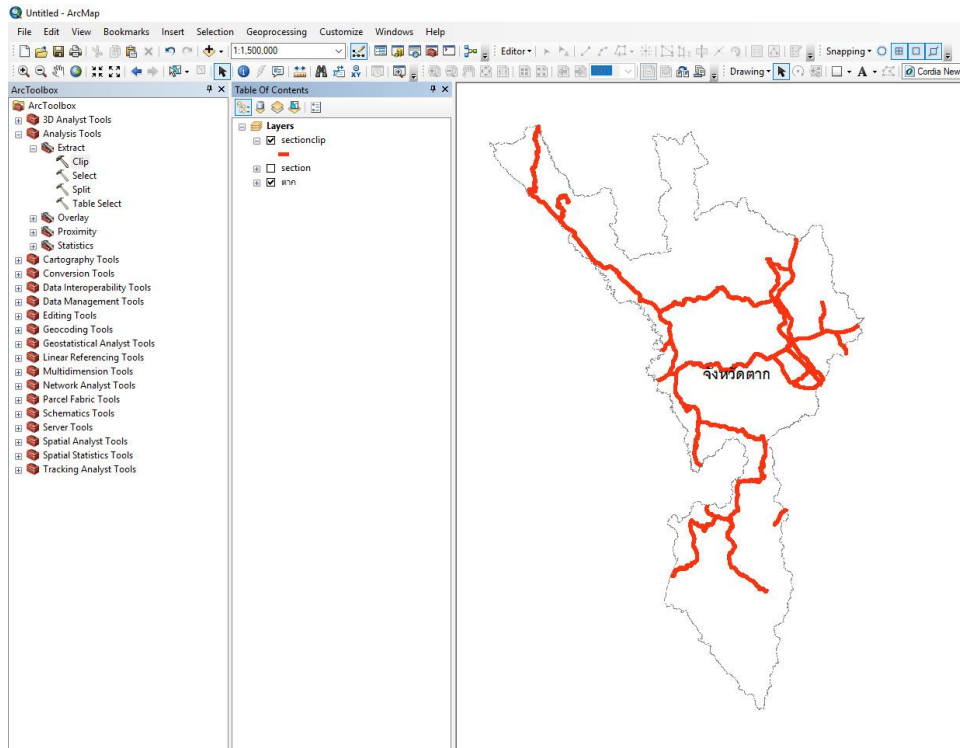 Untitled - ArcMap
File Edit View Bookmarks Insert Selection Geoprocessing Customize Windows Help
1:1,500,000 Editor Snapping
Drawing A Cordia New
ArcToolbox
ArcToolbox
3D Analyst Tools
Analysis Tools
Extract
Clip
Select
Split
Table Select
Overlay
Proximity
Statistics
Cartography Tools
Conversion Tools
Data Interoperability Tools
Data Management Tools
Editing Tools
Geocoding Tools
Geostatistical Analyst Tools
Linear Referencing Tools
Multidimension Tools
Network Analyst Tools
Parcel Fabric Tools
Schematics Tools
Server Tools
Spatial Analyst Tools
Spatial Statistics Tools
Tracking Analyst Tools
Table Of Contents
Layers
sectionclip
section
ตาก
จังหวัดตาก